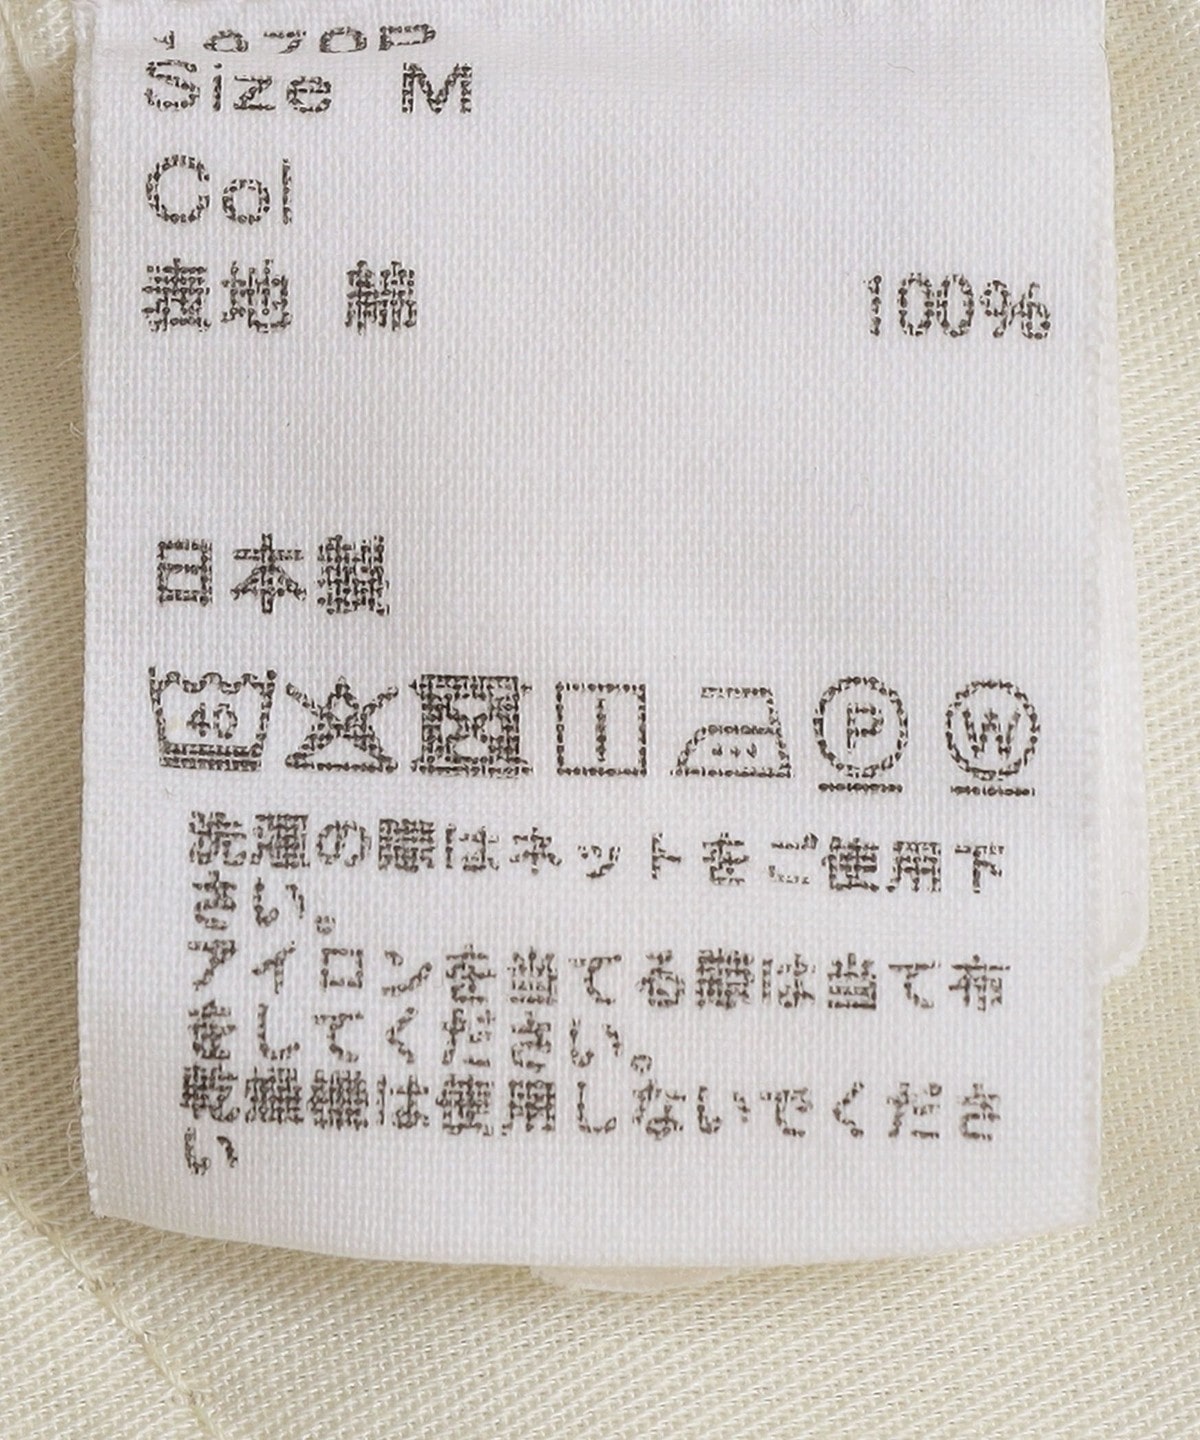 Size M
Col
表地 綿 100%
日本製
40
P
W
洗濯の際はネットをご使用下
さい。
アイロンを当てる際は当て布
をしてください。
乾燥機は使用しないでくださ
い